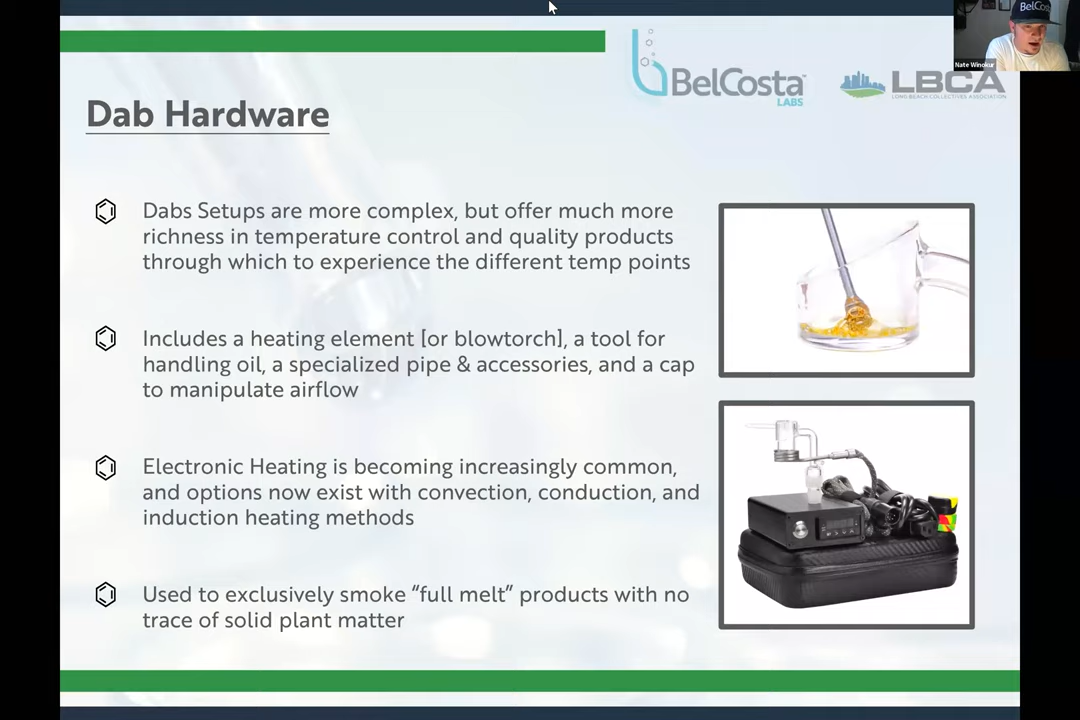 BelCosta
Nate Winokur
BelCosta™
LABS
LBCA
LONG BEACH COLLECTIVES ASSOCIATION
Dab Hardware
Dabs Setups are more complex, but offer much more
richness in temperature control and quality products
through which to experience the different temp points
Includes a heating element [or blowtorch], a tool for
handling oil, a specialized pipe & accessories, and a cap
to manipulate airflow
Electronic Heating is becoming increasingly common,
and options now exist with convection, conduction, and
induction heating methods
Used to exclusively smoke “full melt” products with no
trace of solid plant matter